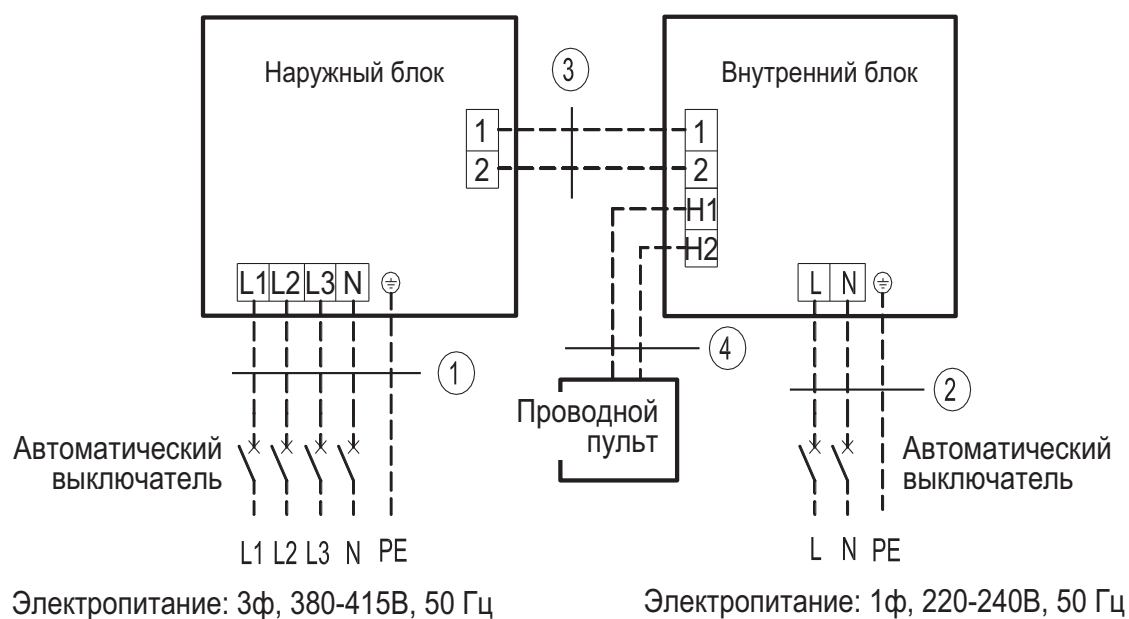 Наружный блок
3
Внутренний блок
1
1
2
2
H1
H2
L1 L2 L3 N
L N
4
1
2
Проводной
пульт
Автоматический
выключатель
Автоматический
выключатель
L1 L2 L3 N PE
L N PE
Электропитание: 3ф, 380-415В, 50 Гц
Электропитание: 1ф, 220-240В, 50 Гц